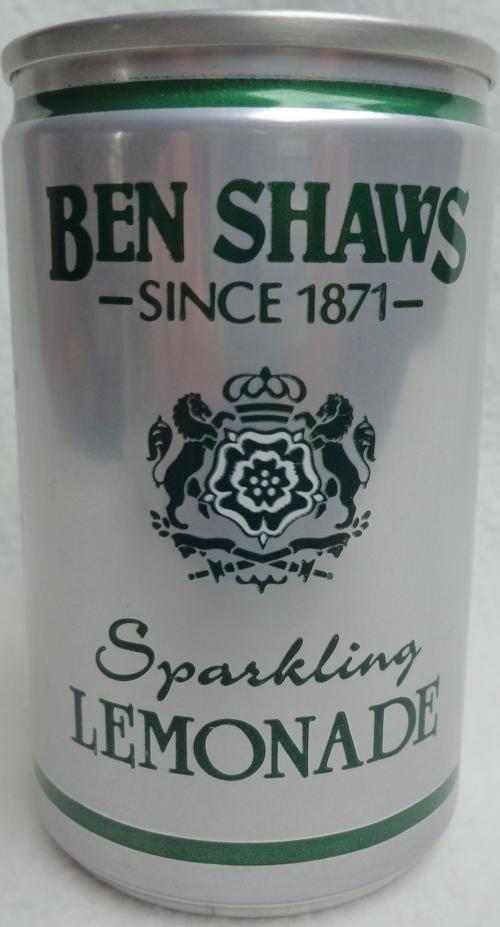 BEN SHAWS
–SINCE 1871–
Sparkling
LEMONADE